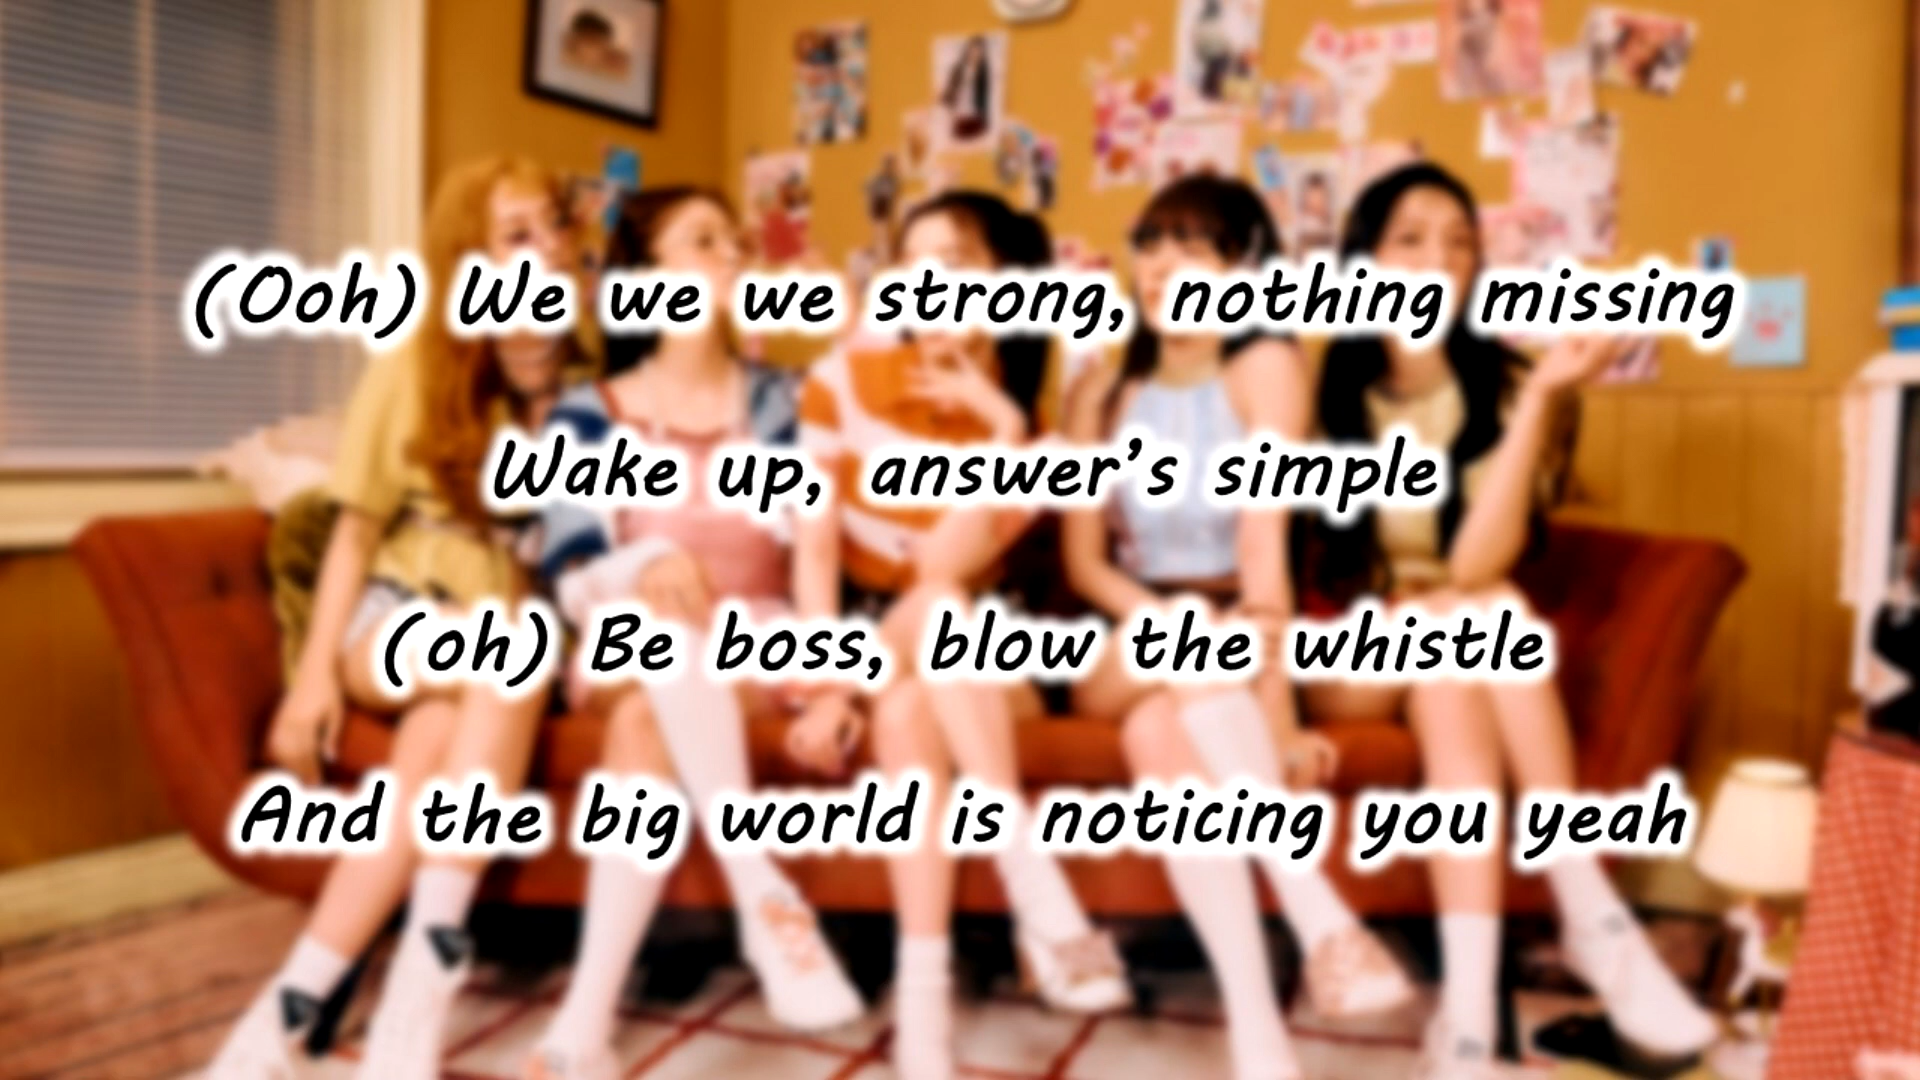 (Ooh) We we we strong, nothing missing
Wake up, answer’s simple
(oh) Be boss, blow the whistle
And the big world is noticing you yeah